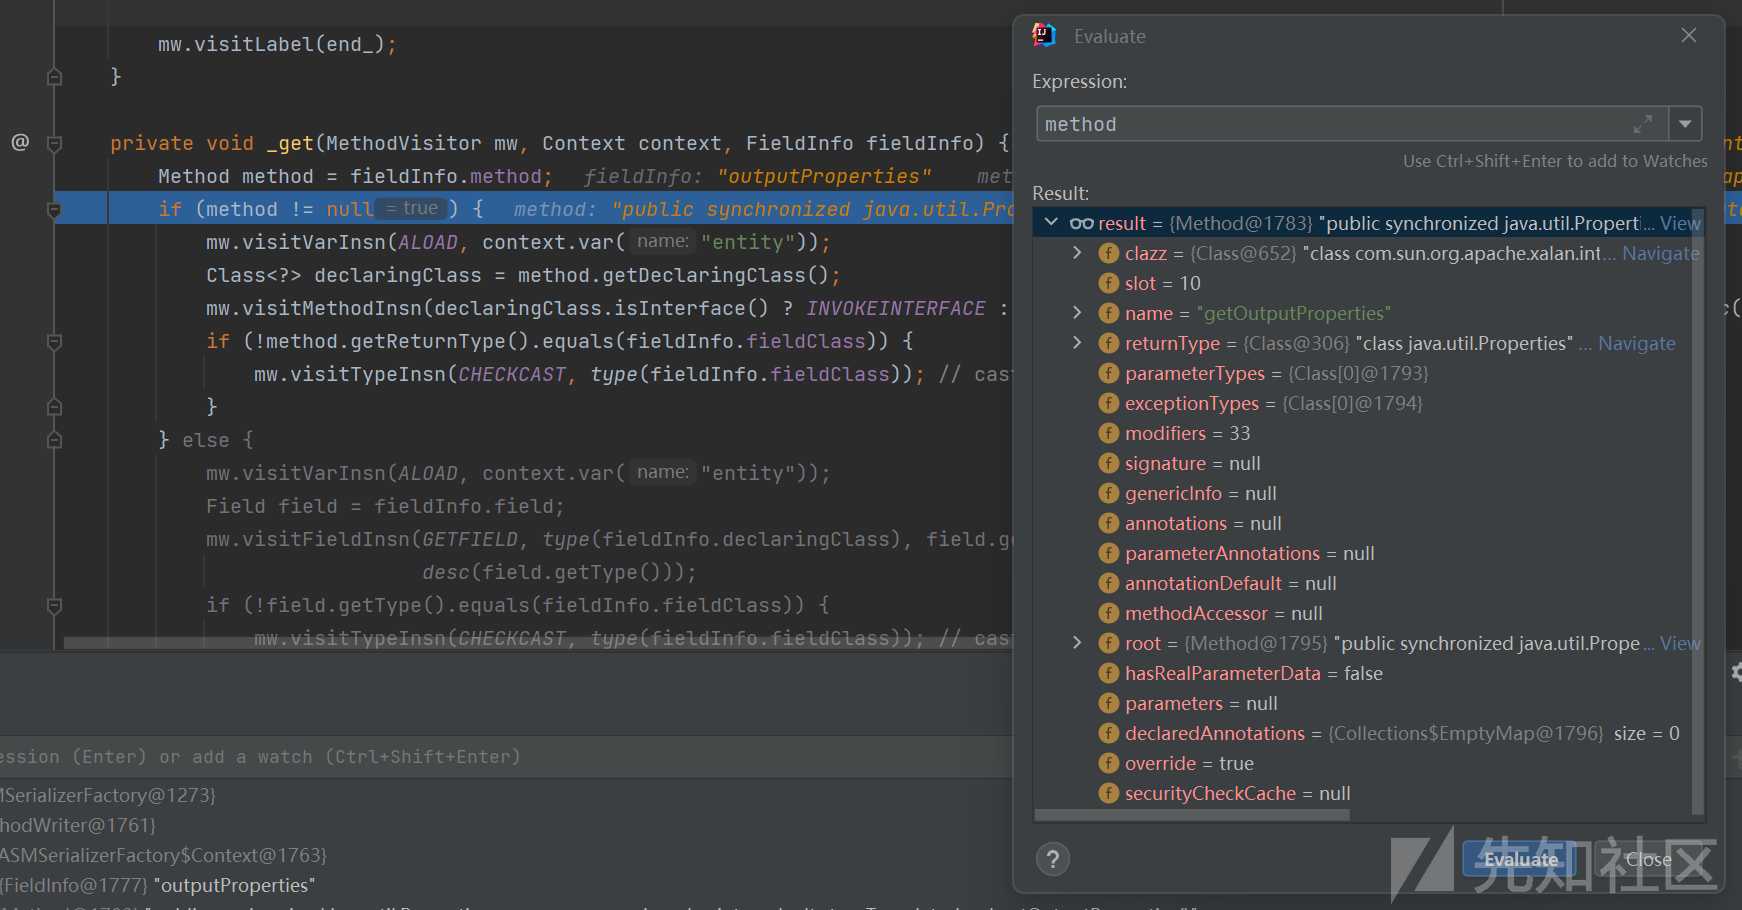 mw.visitLabel(end_);
}
@
private void _get(MethodVisitor mw, Context context, FieldInfo fieldInfo) {
Method method = fieldInfo.method; fieldInfo: "outputProperties" met
if (method != null = true ) { method: "public synchronized java.util.Pro
mw.visitVarInsn(ALOAD, context.var( name: "entity"));
Class<?> declaringClass = method.getDeclaringClass();
mw.visitMethodInsn(declaringClass.isInterface() ? INVOKEINTERFACE :
if (!method.getReturnType().equals(fieldInfo.fieldClass)) {
mw.visitTypeInsn(CHECKCAST, type(fieldInfo.fieldClass)); // cast
}
} else {
mw.visitVarInsn(ALOAD, context.var( name: "entity"));
Field field = fieldInfo.field;
mw.visitFieldInsn(GETFIELD, type(fieldInfo.declaringClass), field.ge
desc(field.getType()));
if (!field.getType().equals(fieldInfo.fieldClass)) {
mw.visitTypeInsn(CHECKCAST, type(fieldInfo.fieldClass)); // cast
ession (Enter) or add a watch (Ctrl+Shift+Enter)
MSerializerFactory@1273}
hodWriter@1761}
ASMSerializerFactory$Context@1763}
{FieldInfo@1777} "outputProperties"
Evaluate
Expression:
method
Use Ctrl+Shift+Enter to add to Watches
Result:
result = {Method@1783} "public synchronized java.util.Properti... View
clazz = {Class@652} "class com.sun.org.apache.xalan.int... Navigate
slot = 10
name = "getOutputProperties"
returnType = {Class@306} "class java.util.Properties" ... Navigate
parameterTypes = {Class[0]@1793}
exceptionTypes = {Class[0]@1794}
modifiers = 33
signature = null
genericInfo = null
annotations = null
parameterAnnotations = null
annotationDefault = null
methodAccessor = null
root = {Method@1795} "public synchronized java.util.Prope ... View
hasRealParameterData = false
parameters = null
declaredAnnotations = {Collections$EmptyMap@1796} size = 0
override = true
securityCheckCache = null
?
Evaluate
Close
先知社区